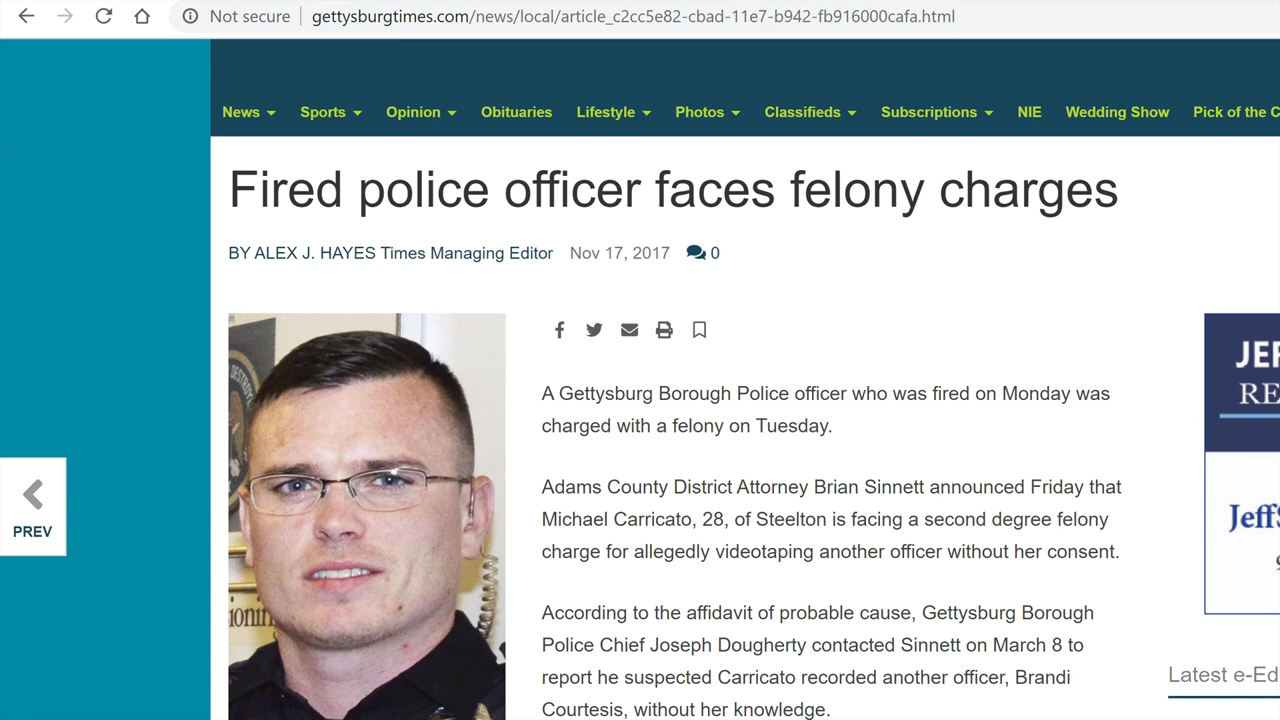 Not secure
gettysburgtimes.com/news/local/article_c2cc5e82-cbad-11e7-b942-fb916000cafa.html
News Sports Opinion Obituaries Lifestyle Photos Classifieds Subscriptions NIE Wedding Show Pick of the C
Fired police officer faces felony charges
BY ALEX J. HAYES Times Managing Editor Nov 17, 2017 0
A Gettysburg Borough Police officer who was fired on Monday was
charged with a felony on Tuesday.
Adams County District Attorney Brian Sinnett announced Friday that
Michael Carricato, 28, of Steelton is facing a second degree felony
charge for allegedly videotaping another officer without her consent.
According to the affidavit of probable cause, Gettysburg Borough
Police Chief Joseph Dougherty contacted Sinnett on March 8 to
report he suspected Carricato recorded another officer, Brandi
Courtesis, without her knowledge.
PREV
JEF
RE
JeffS
Latest e-Ed